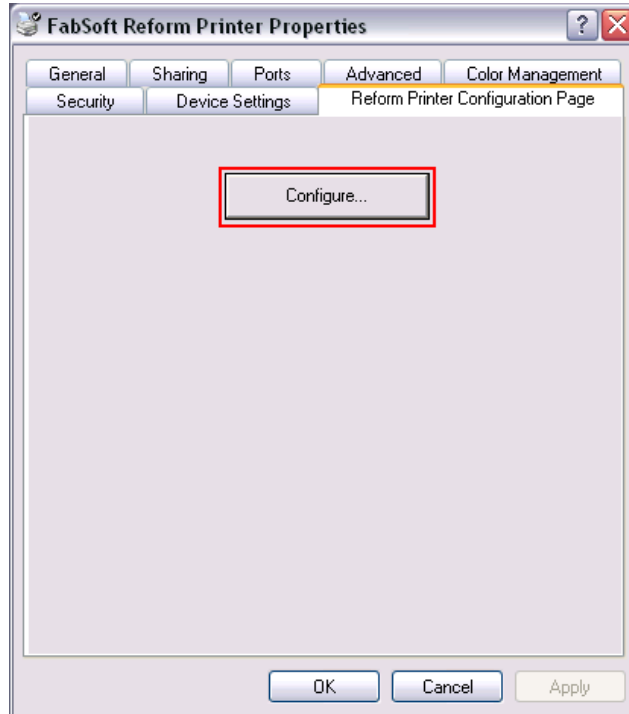 FabSoft Reform Printer Properties ?
General Sharing Ports Advanced Color Management
Security Device Settings Reform Printer Configuration Page
Configure...
OK Cancel Apply